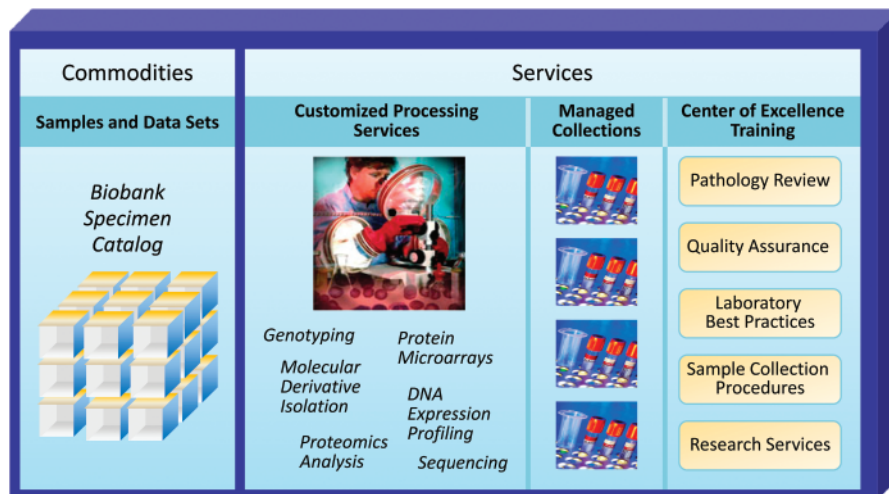 Commodities
Services
Samples and Data Sets
Customized Processing
Services
Managed
Collections
Center of Excellence
Training
Biobank
Specimen
Catalog
Genotyping
Protein
Microarrays
Molecular
Derivative
Isolation
DNA
Expression
Profiling
Proteomics
Analysis
Sequencing
Pathology Review
Quality Assurance
Laboratory
Best Practices
Sample Collection
Procedures
Research Services